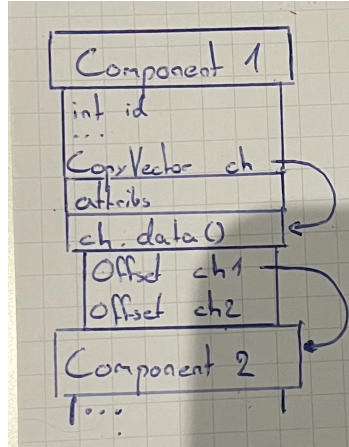 Component 1
int id
...
CopyVector ch
attribs
ch.data()
Offset ch1
Offset ch2
Component 2
...